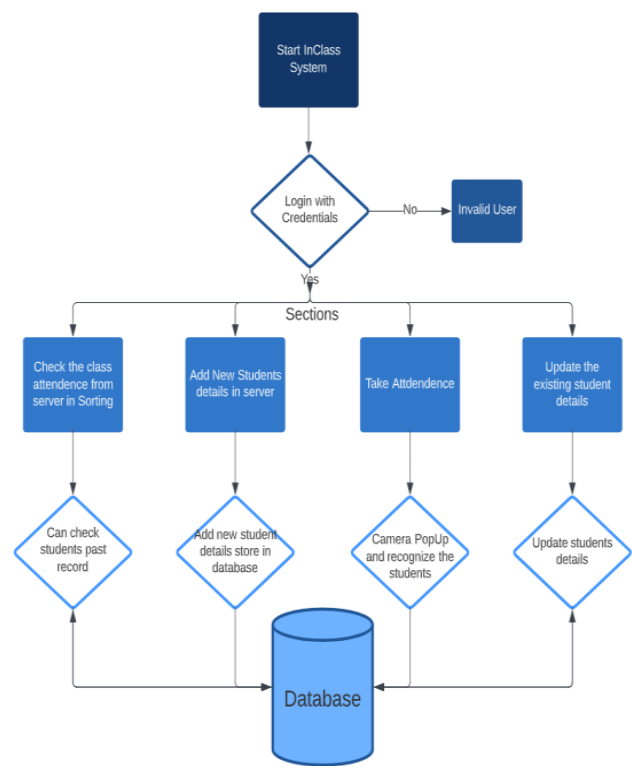 Start InClass
System
Login with
Credentials
No
Invalid User
Yes
Sections
Check the class
attendence from
server in Sorting
Add New Students
details in server
Take Attdendence
Update the
existing student
details
Can check
students past
record
Add new student
details store in
database
Camera PopUp
and recognize the
students
Update students
details
Database